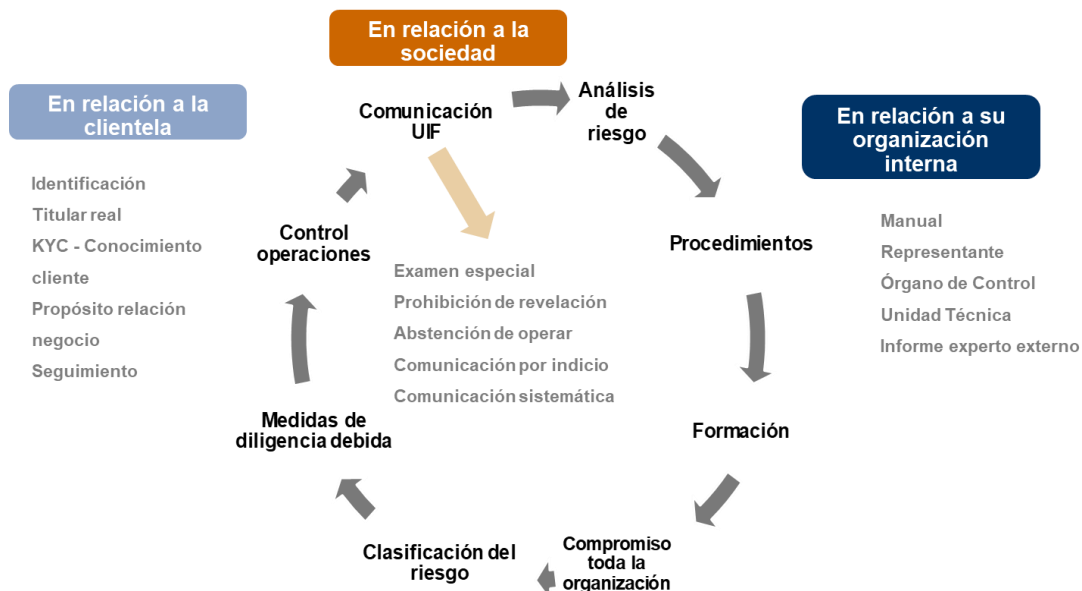 En relación a la
sociedad
En relación a la
clientela
Identificación
Titular real
KYC - Conocimiento
cliente
Propósito relación
negocio
Seguimiento
Comunicación
UIF
Análisis
de
riesgo
Procedimientos
Formación
Compromiso
toda la
organización
Clasificación del
riesgo
Medidas de
diligencia debida
Control
operaciones
Examen especial
Prohibición de revelación
Abstención de operar
Comunicación por indicio
Comunicación sistemática
En relación a su
organización
interna
Manual
Representante
Órgano de Control
Unidad Técnica
Informe experto externo